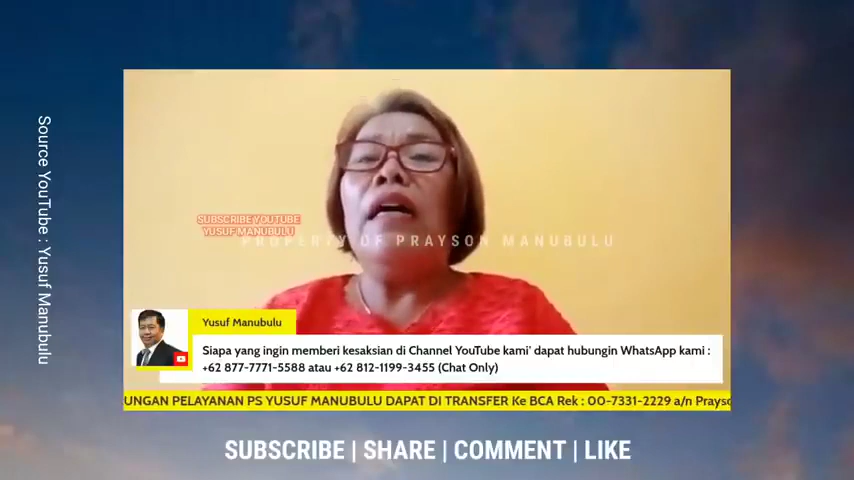 Source YouTube : Yusuf Manubulu
SUBSCRIBE YOUTUBE
YUSUF MANUBULU
PROPERTY OF PRAYSON MANUBULU
Yusuf Manubulu
Siapa yang ingin memberi kesaksian di Channel YouTube kami' dapat hubungin WhatsApp kami :
+62 877-7771-5588 atau +62 812-1199-3455 (Chat Only)
UNGAN PELAYANAN PS YUSUF MANUBULU DAPAT DI TRANSFER Ke BCA Rek : 00-7331-2229 a/n Prayso
SUBSCRIBE | SHARE | COMMENT | LIKE